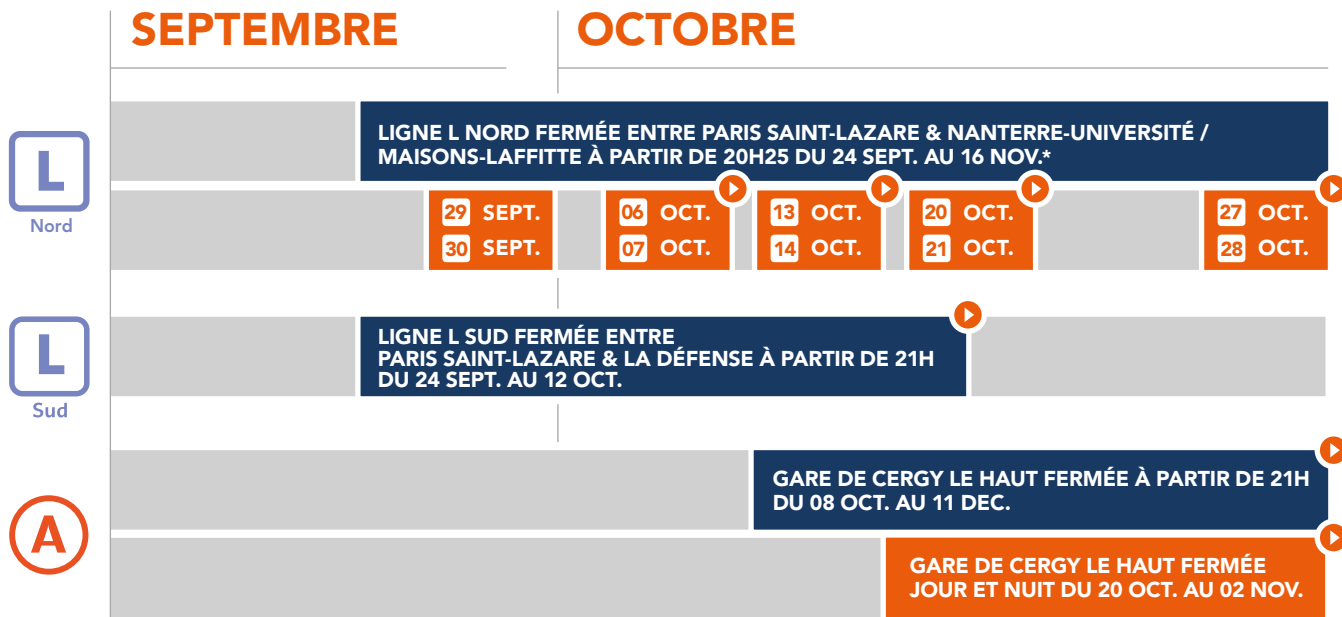 SEPTEMBRE
OCTOBRE
L
Nord
LIGNE L NORD FERMÉE ENTRE PARIS SAINT-LAZARE & NANTERRE-UNIVERSITÉ /
MAISONS-LAFFITTE À PARTIR DE 20H25 DU 24 SEPT. AU 16 NOV.*
29 SEPT.
30 SEPT.
06 OCT.
07 OCT.
13 OCT.
14 OCT.
20 OCT.
21 OCT.
27 OCT.
28 OCT.
L
Sud
LIGNE L SUD FERMÉE ENTRE
PARIS SAINT-LAZARE & LA DÉFENSE À PARTIR DE 21H
DU 24 SEPT. AU 12 OCT.
A
GARE DE CERGY LE HAUT FERMÉE À PARTIR DE 21H
DU 08 OCT. AU 11 DEC.
GARE DE CERGY LE HAUT FERMÉE
JOUR ET NUIT DU 20 OCT. AU 02 NOV.